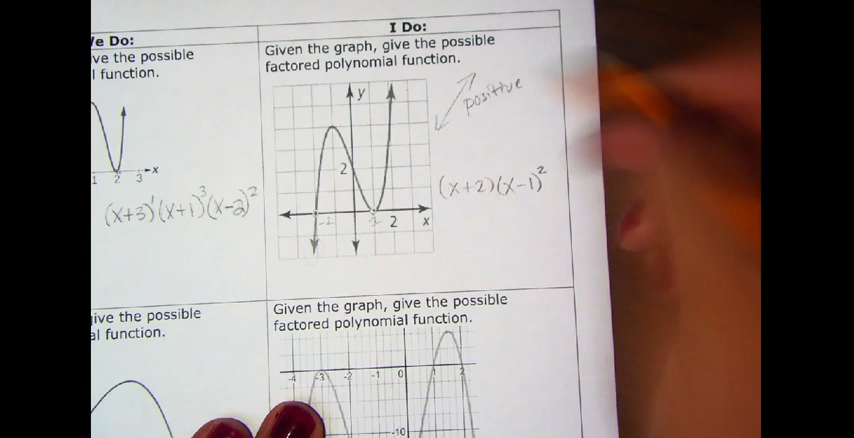 e Do:
ve the possible
l function.
1 2 3 x
(x+3)¹(x+1)³(x-2)²
I Do:
Given the graph, give the possible
factored polynomial function.
y
positive
2
(x+2)(x-1)²
-2 2 x
ive the possible
al function.
Given the graph, give the possible
factored polynomial function.
-4 -3 -2 -1 0 1 2
-10